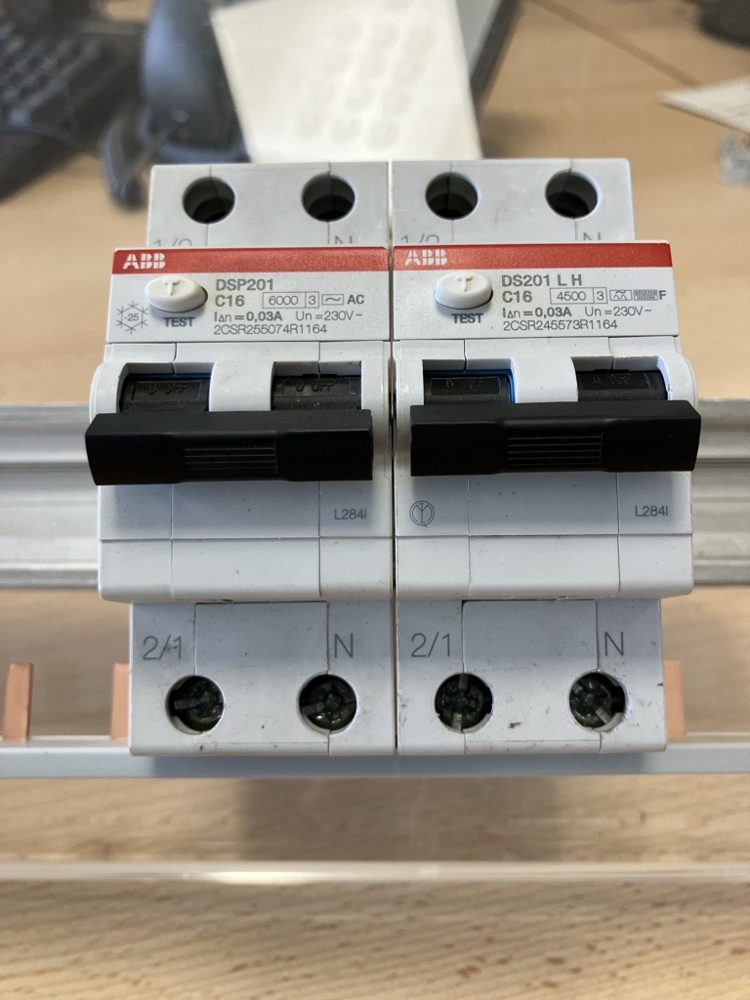 1/2 N
1/2 N
ABB
DSP201
C16 6000 3 AC
TEST
IΔn=0,03A Un=230V~
2CSR255074R1164
-25
ABB
DS201 L H
C16 4500 3 F
TEST
IΔn=0,03A Un=230V~
2CSR245573R1164
0 OFF
0 OFF
0 OFF
0 OFF
L284I
L284I
2/1 N
2/1 N